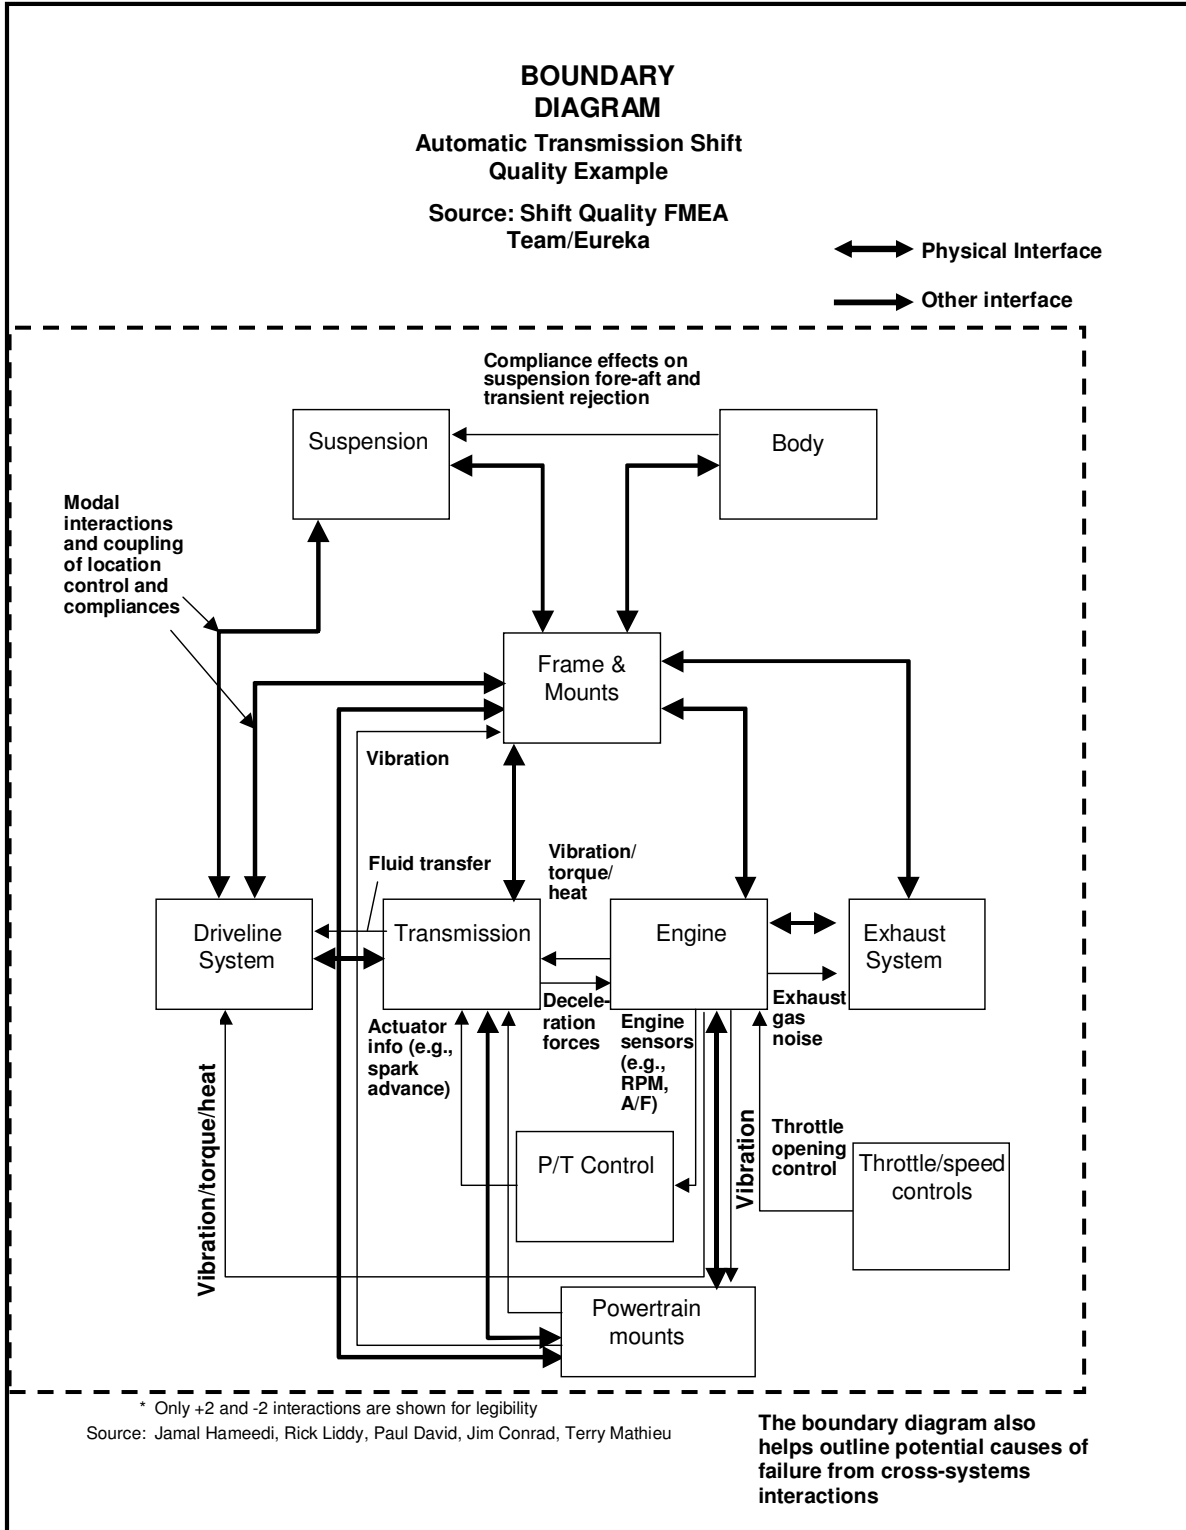 BOUNDARY
DIAGRAM
Automatic Transmission Shift
Quality Example
Source: Shift Quality FMEA
Team/Eureka
Physical Interface
Other interface
Compliance effects on
suspension fore-aft and
transient rejection
Suspension
Body
Modal
interactions
and coupling
of location
control and
compliances
Frame &
Mounts
Vibration
Fluid transfer
Vibration/
torque/
heat
Driveline
System
Transmission
Engine
Exhaust
System
Actuator
info (e.g.,
spark
advance)
Decele-
ration
forces
Engine
sensors
(e.g.,
RPM,
A/F)
Exhaust
gas
noise
Vibration/torque/heat
P/T Control
Vibration
Throttle
opening
control
Throttle/speed
controls
Powertrain
mounts
* Only +2 and -2 interactions are shown for legibility
Source: Jamal Hameedi, Rick Liddy, Paul David, Jim Conrad, Terry Mathieu
The boundary diagram also
helps outline potential causes of
failure from cross-systems
interactions